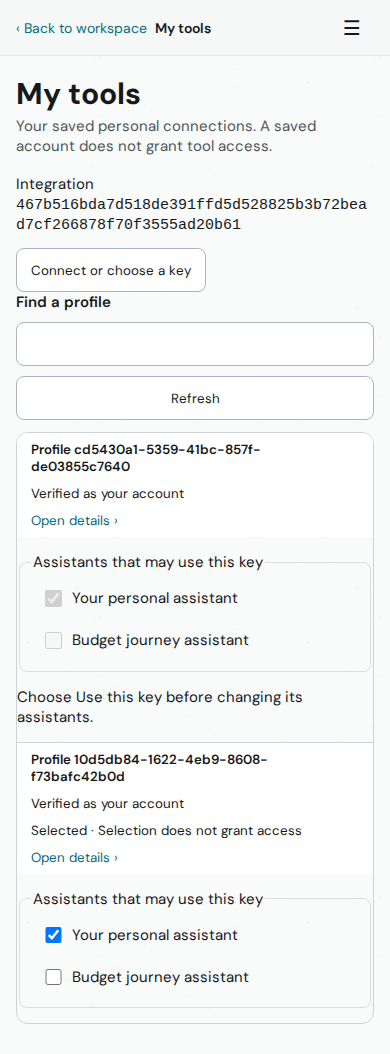 ‹ Back to workspace My tools ☰
My tools
Your saved personal connections. A saved
account does not grant tool access.
Integration
467b516bda7d518de391ffd5d528825b3b72bea
d7cf266878f70f3555ad20b61
Connect or choose a key
Find a profile
Refresh
Profile cd5430a1-5359-41bc-857f-
de03855c7640
Verified as your account
Open details ›
Assistants that may use this key
Your personal assistant
Budget journey assistant
Choose Use this key before changing its
assistants.
Profile 10d5db84-1622-4eb9-8608-
f73bafc42b0d
Verified as your account
Selected · Selection does not grant access
Open details ›
Assistants that may use this key
Your personal assistant
Budget journey assistant